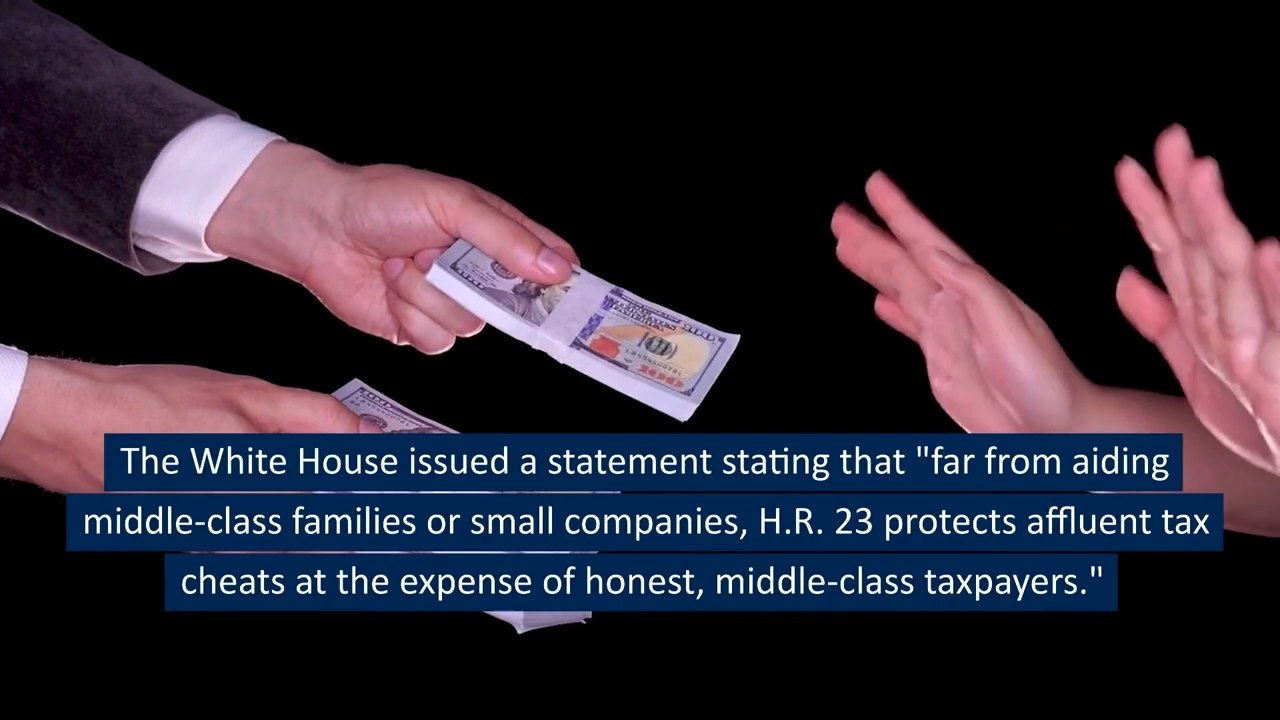 The White House issued a statement stating that "far from aiding
middle-class families or small companies, H.R. 23 protects affluent tax
cheats at the expense of honest, middle-class taxpayers."
100